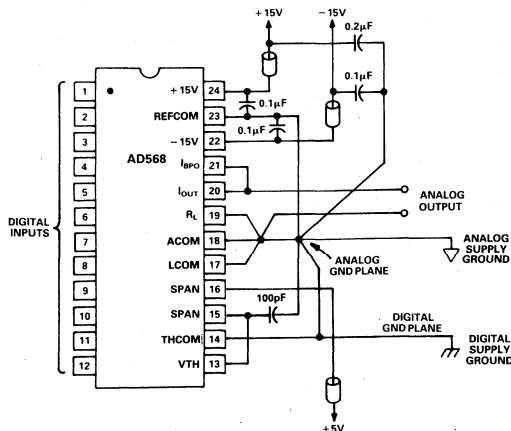 +15V
−15V
0.2μF
0.1μF
1
+15V
24
0.1μF
2
REFCOM
23
0.1μF
3
−15V
22
AD568
4
IBPO
21
5
IOUT
20
ANALOG
OUTPUT
6
RL
19
DIGITAL
INPUTS
7
ACOM
18
ANALOG
GND PLANE
ANALOG
SUPPLY
GROUND
8
LCOM
17
9
SPAN
16
100pF
10
SPAN
15
DIGITAL
GND PLANE
11
THCOM
14
DIGITAL
SUPPLY
GROUND
12
VTH
13
+5V